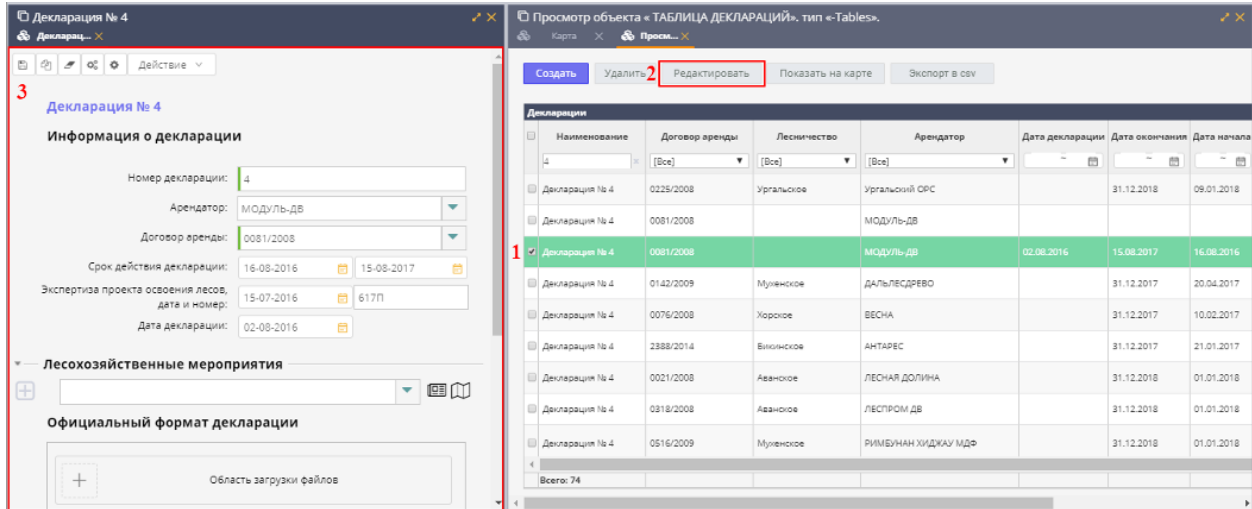 Декларация № 4
Декларац...
Действие
3
Декларация № 4
Информация о декларации
Номер декларации: 4
Арендатор: МОДУЛЬ-ДВ
Договор аренды: 0081/2008
Срок действия декларации: 16-08-2016 15-08-2017
Экспертиза проекта освоения лесов,
дата и номер: 15-07-2016 617П
Дата декларации: 02-08-2016
Лесохозяйственные мероприятия
Официальный формат декларации
Область загрузки файлов
Просмотр объекта « ТАБЛИЦА ДЕКЛАРАЦИЙ». тип «-Tables».
Карта Просм...
Создать Удалить 2 Редактировать Показать на карте Экспорт в csv
Декларации
Наименование Договор аренды Лесничество Арендатор Дата декларации Дата окончания Дата начала
4 [Все] [Все] [Все] ~ ~ ~
Декларация № 4 0225/2008 Ургальское Ургальский ОРС 31.12.2018 09.01.2018
Декларация № 4 0081/2008 МОДУЛЬ-ДВ
1 Декларация № 4 0081/2008 МОДУЛЬ-ДВ 02.08.2016 15.08.2017 16.08.2016
Декларация № 4 0142/2009 Мухенское ДАЛЬЛЕСДРЕВО 31.12.2017 20.04.2017
Декларация № 4 0076/2008 Хорское ВЕСНА 31.12.2017 10.02.2017
Декларация № 4 2388/2014 Бикинское АНТАРЕС 31.12.2017 21.01.2017
Декларация № 4 0021/2008 Аванское ЛЕСНАЯ ДОЛИНА 31.12.2018 01.01.2018
Декларация № 4 0318/2008 Аванское ЛЕСПРОМ ДВ 31.12.2018 01.01.2018
Декларация № 4 0516/2009 Мухенское РИМБУНАН ХИДЖАУ МДФ 31.12.2018 01.01.2018
Всего: 74